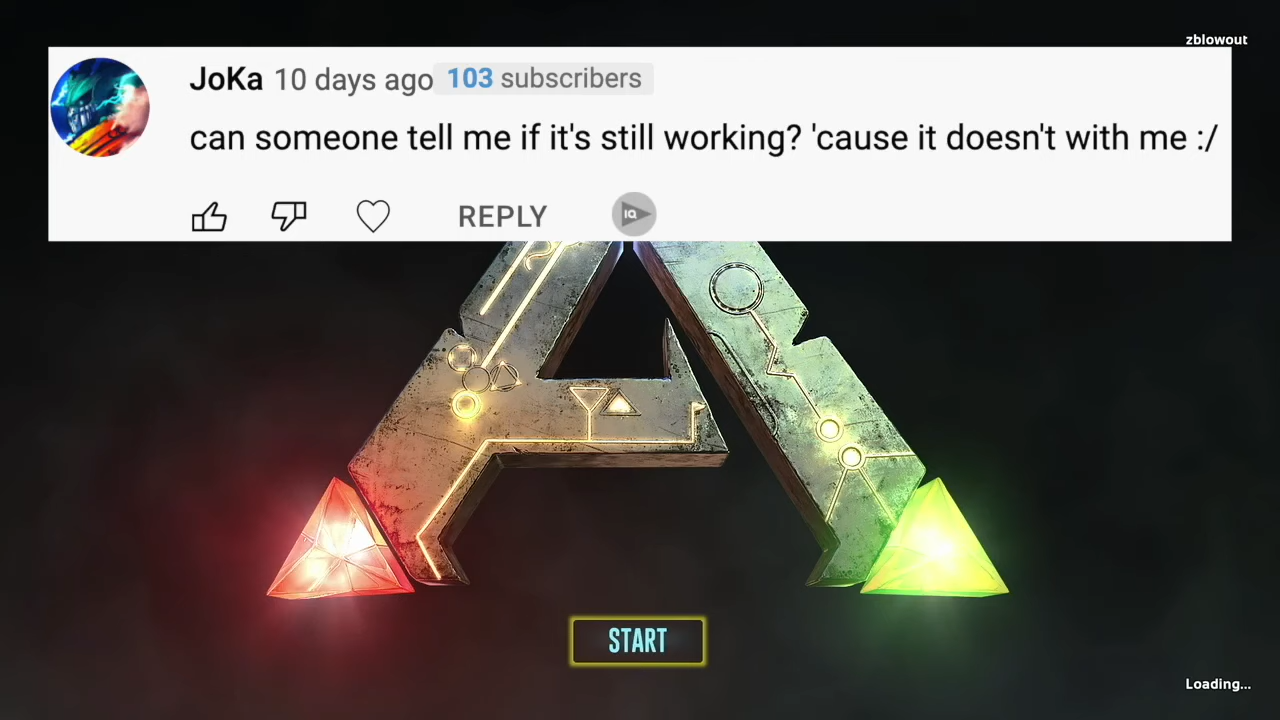 zblowout
JoKa 10 days ago 103 subscribers
can someone tell me if it's still working? 'cause it doesn't with me :/
REPLY IQ
START
Loading...